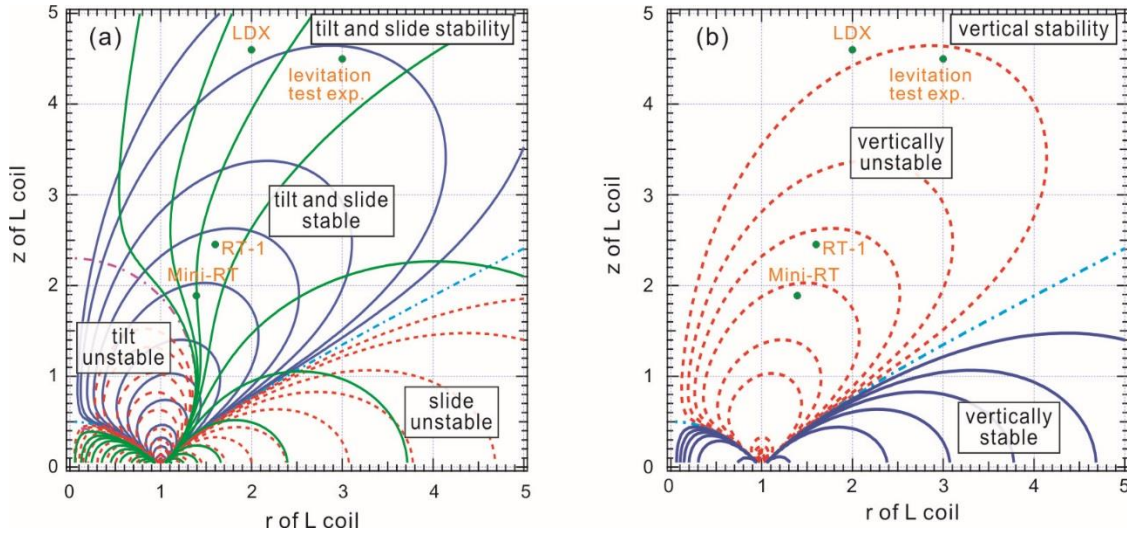 (a)
LDX
tilt and slide stability
levitation
test exp.
tilt and slide
stable
RT-1
Mini-RT
tilt
unstable
slide
unstable
z of L coil
5
4
3
2
1
0
0 1 2 3 4 5
r of L coil
(b)
LDX
vertical stability
levitation
test exp.
vertically
unstable
RT-1
Mini-RT
vertically
stable
z of L coil
5
4
3
2
1
0
0 1 2 3 4 5
r of L coil